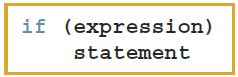 if (expression)
statement